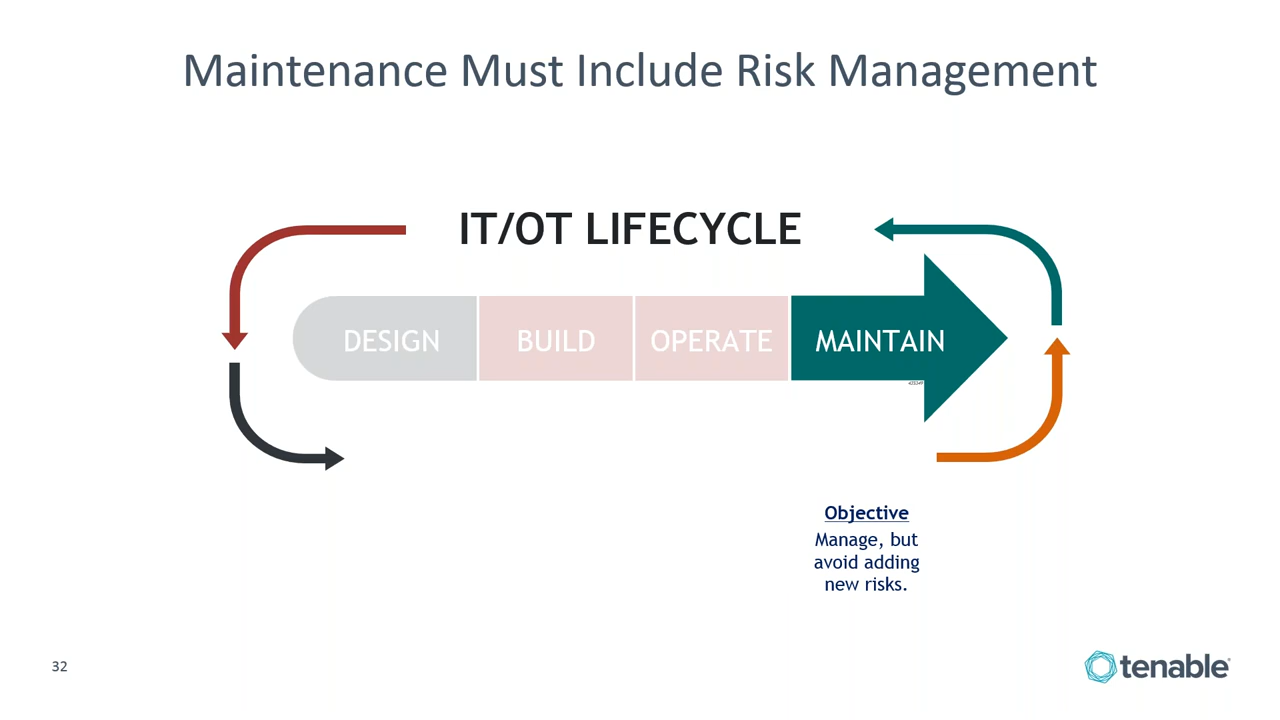 Maintenance Must Include Risk Management
IT/OT LIFECYCLE
DESIGN
BUILD
OPERATE
MAINTAIN
Objective
Manage, but
avoid adding
new risks.
32
tenable